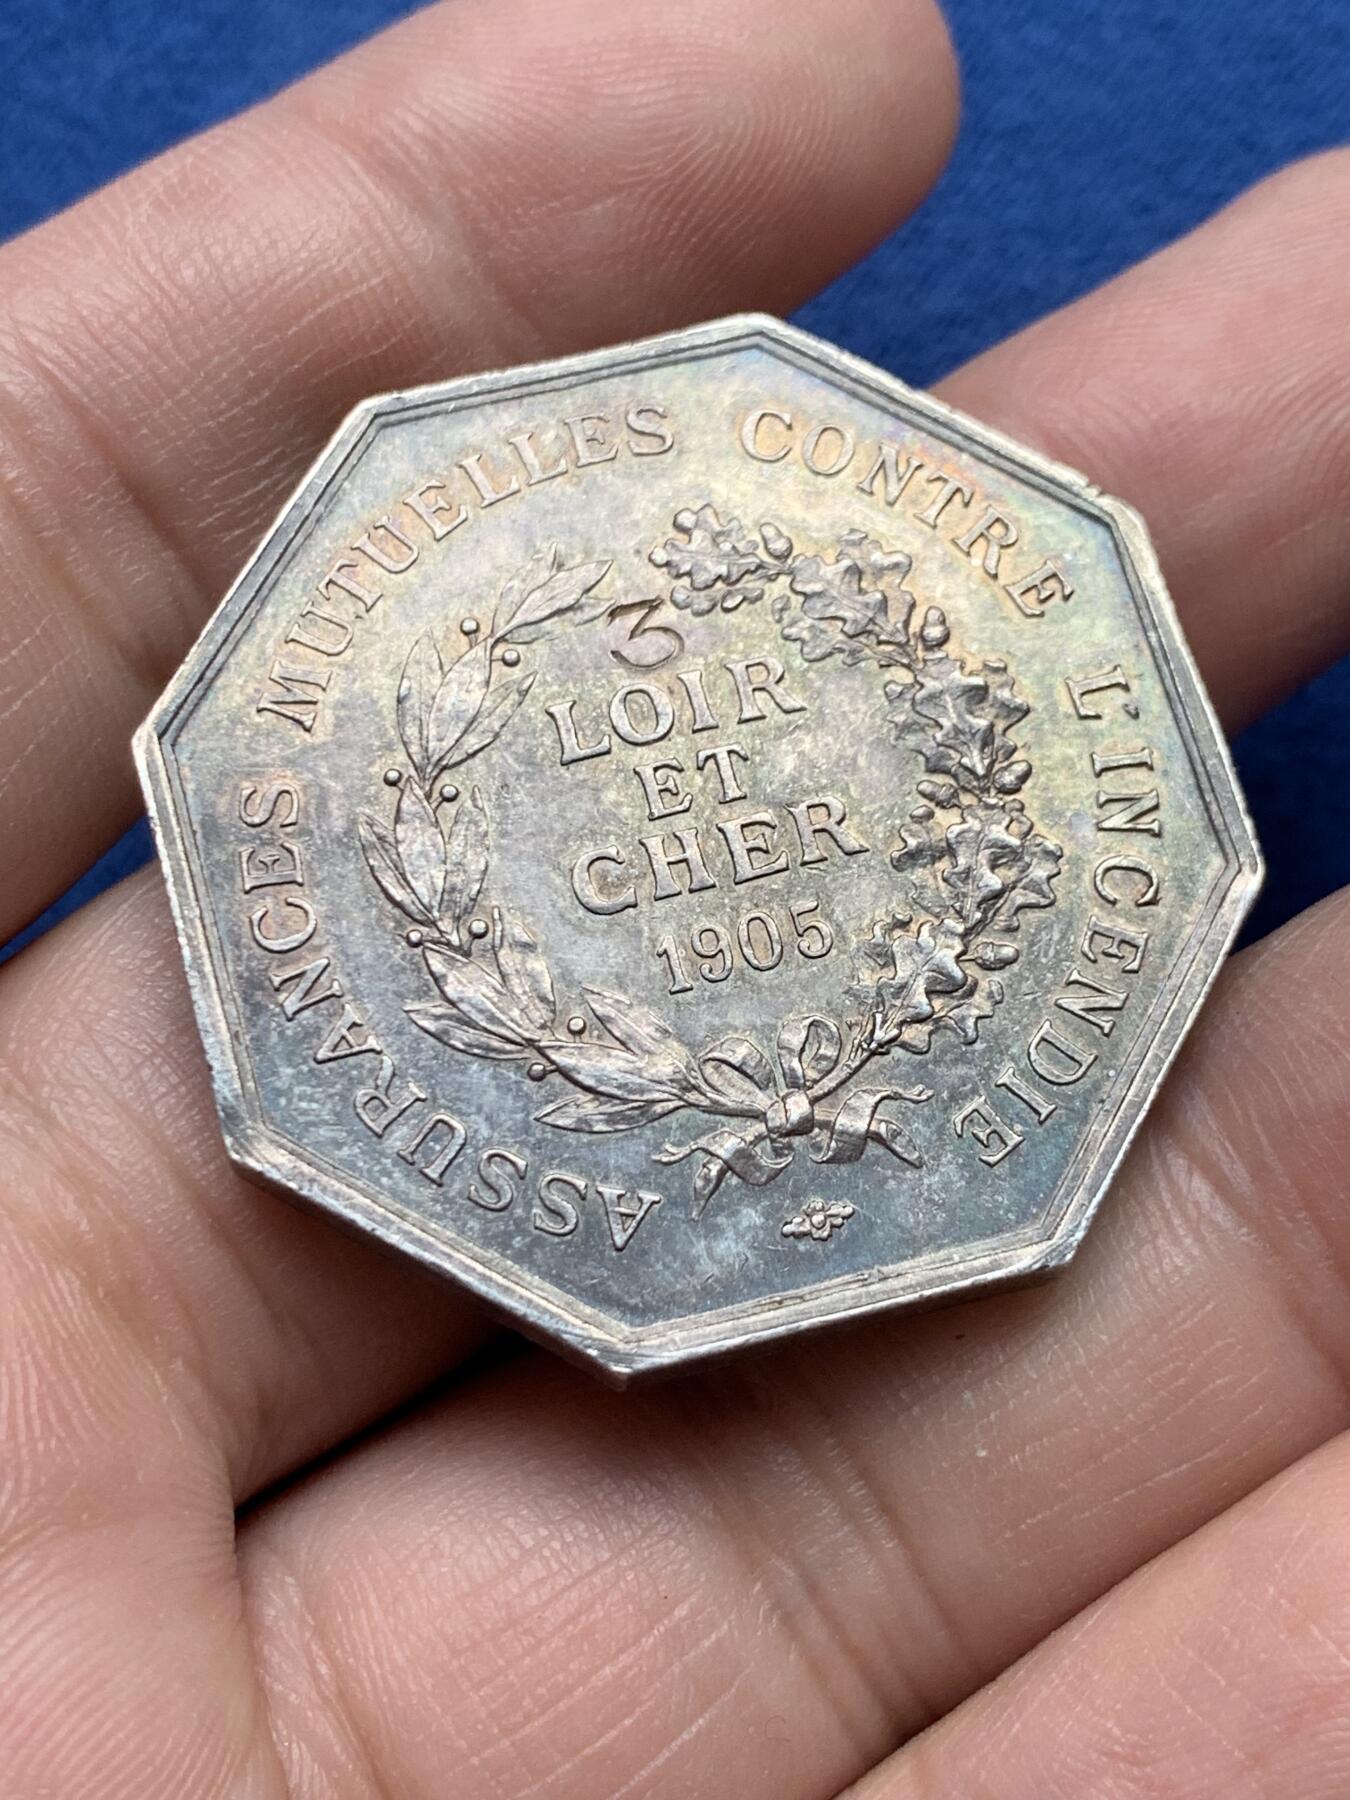 ASSURANCES MUTUELLES CONTRE L'INCENDIE
3
LOIR
ET
CHER
1905